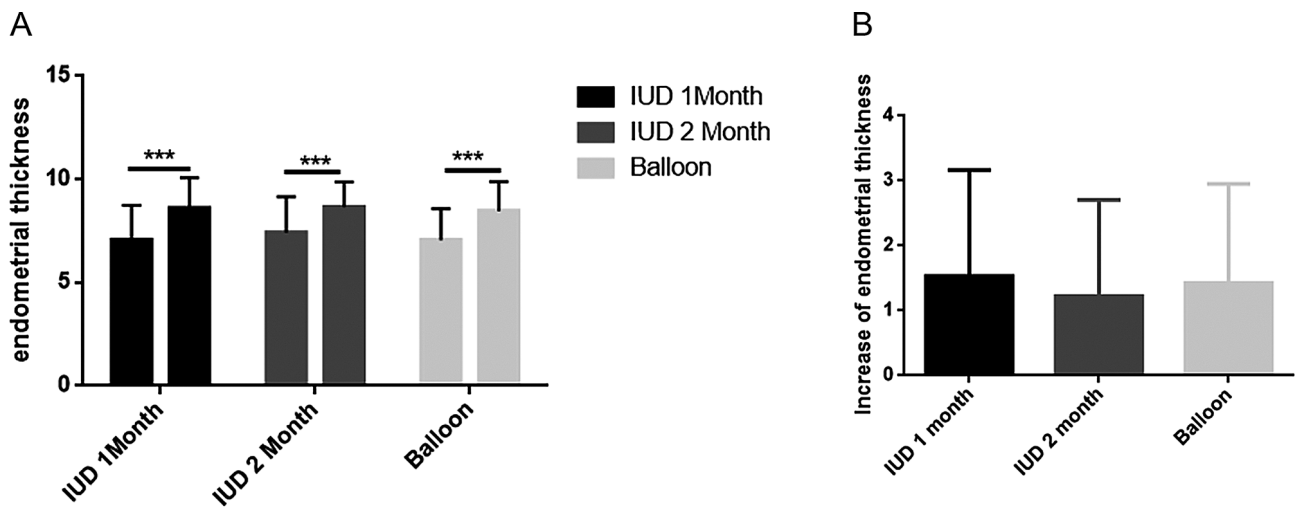 A
endometrial thickness
15
10
5
0
***
***
***
IUD 1Month
IUD 2 Month
Balloon
IUD 1Month
IUD 2 Month
Balloon
B
Increase of endometrial thickness
4
3
2
1
0
IUD 1 month
IUD 2 month
Balloon